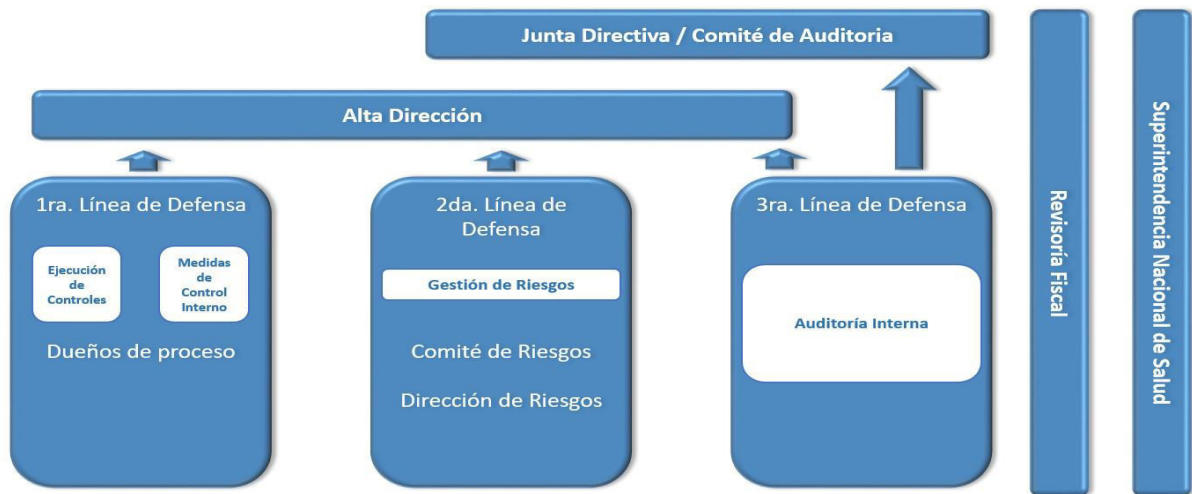 Junta Directiva / Comité de Auditoria
Alta Dirección
1ra. Línea de Defensa
Ejecución
de
Controles
Medidas
de
Control
Interno
Dueños de proceso
2da. Línea de
Defensa
Gestión de Riesgos
Comité de Riesgos
Dirección de Riesgos
3ra. Línea de Defensa
Auditoría Interna
Revisoría Fiscal
Superintendencia Nacional de Salud